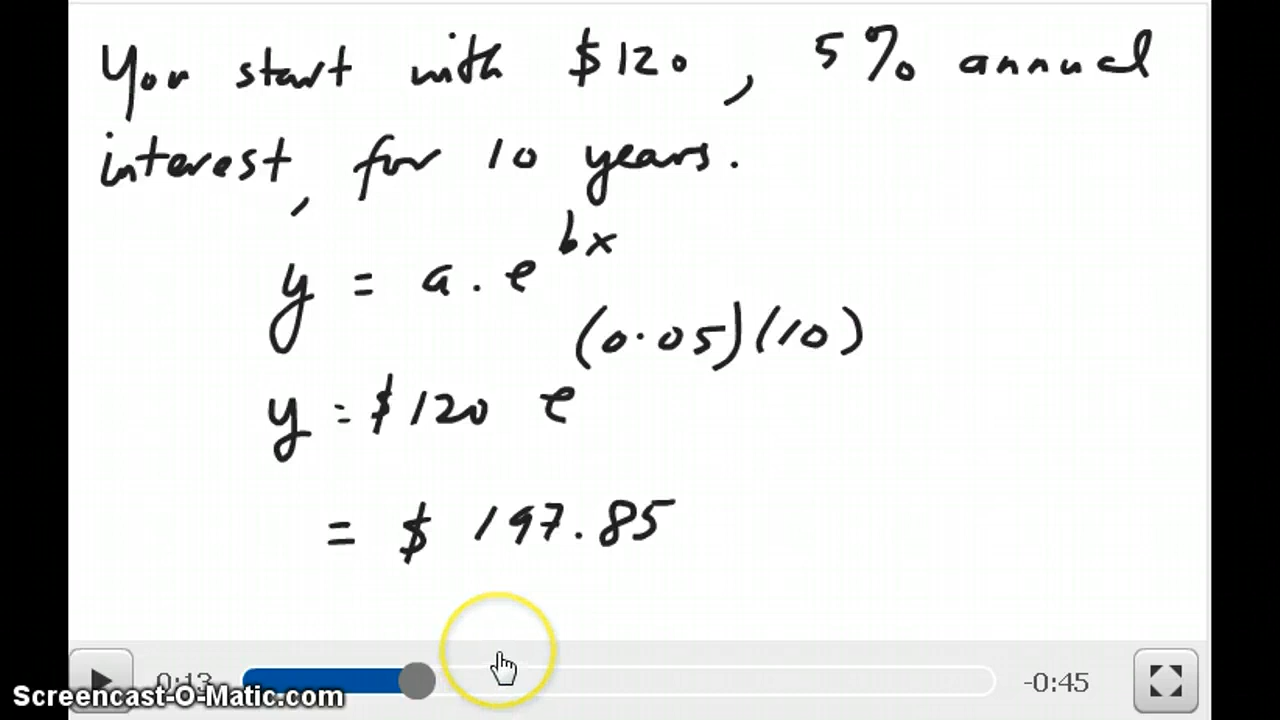 You start with $120, 5% annual
interest, for 10 years.
y = a. e^bx
y = $120 e^(0.05)(10)
= $ 197.85
0:13
-0:45
Screencast-O-Matic.com